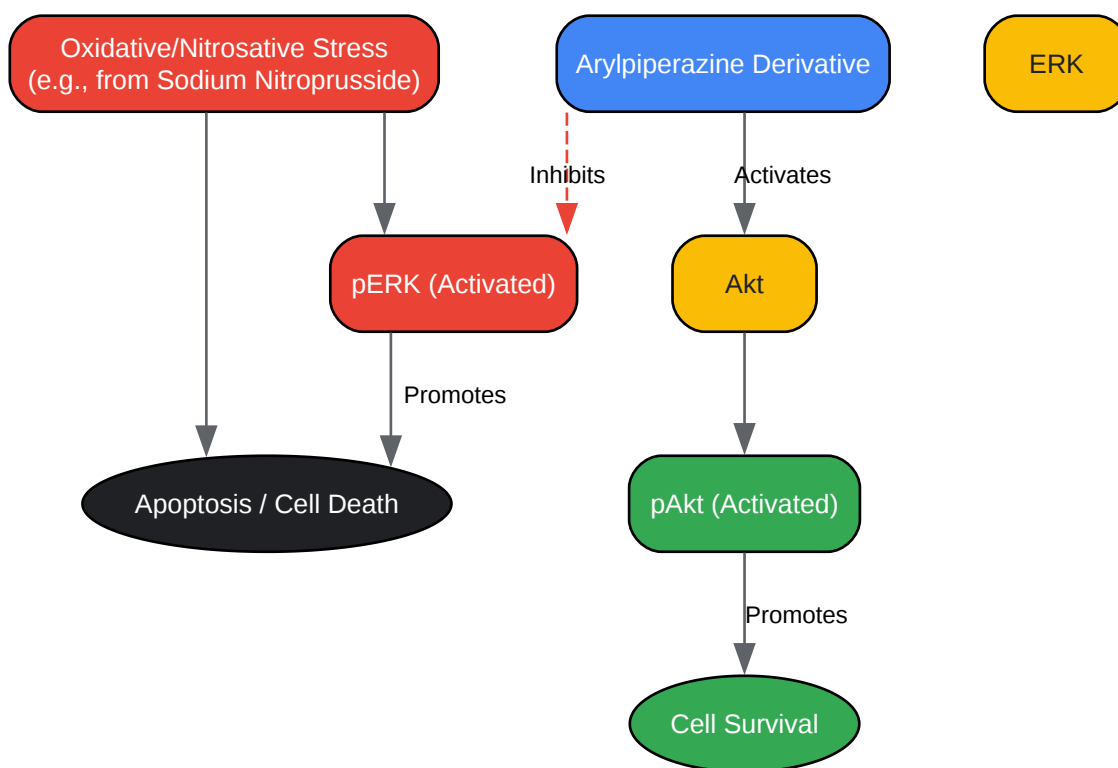 Oxidative/Nitrosative Stress
(e.g., from Sodium Nitroprusside)
Arylpiperazine Derivative
ERK
Inhibits
Activates
pERK (Activated)
Akt
Promotes
Apoptosis / Cell Death
pAkt (Activated)
Promotes
Cell Survival